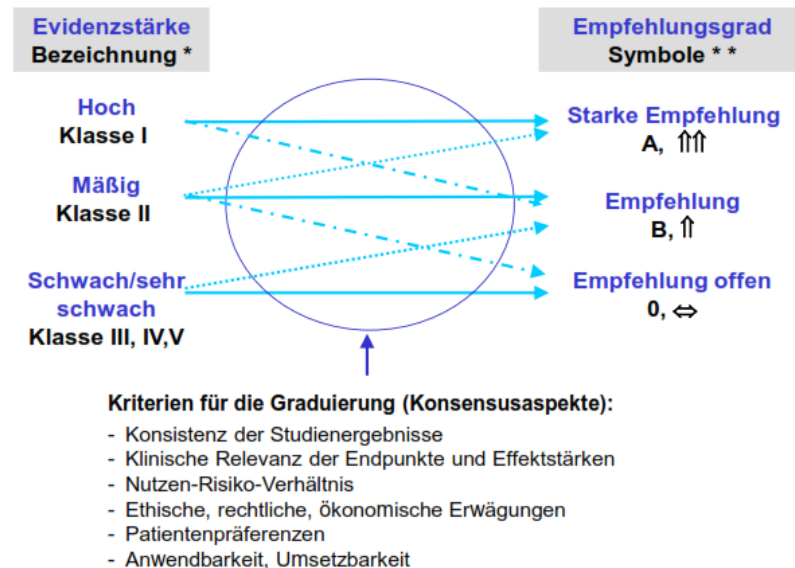 Evidenzstärke
Bezeichnung *
Empfehlungsgrad
Symbole * *
Hoch
Klasse I
Starke Empfehlung
A, ⇑⇑
Mäßig
Klasse II
Empfehlung
B, ⇑
Schwach/sehr
schwach
Klasse III, IV,V
Empfehlung offen
0, ⇔
Kriterien für die Graduierung (Konsensusaspekte):
- Konsistenz der Studienergebnisse
- Klinische Relevanz der Endpunkte und Effektstärken
- Nutzen-Risiko-Verhältnis
- Ethische, rechtliche, ökonomische Erwägungen
- Patientenpräferenzen
- Anwendbarkeit, Umsetzbarkeit